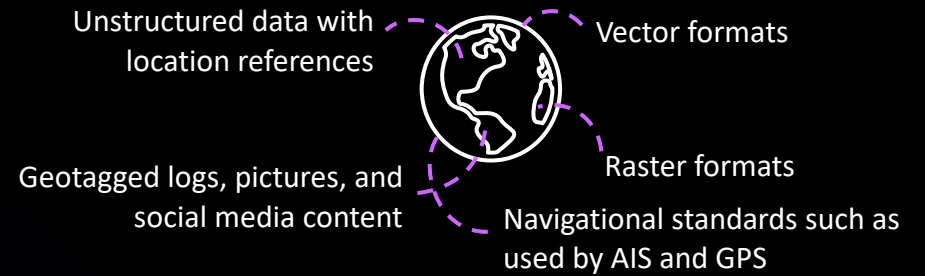 Unstructured data with
location references
Vector formats
Raster formats
Geotagged logs, pictures, and
social media content
Navigational standards such as
used by AIS and GPS